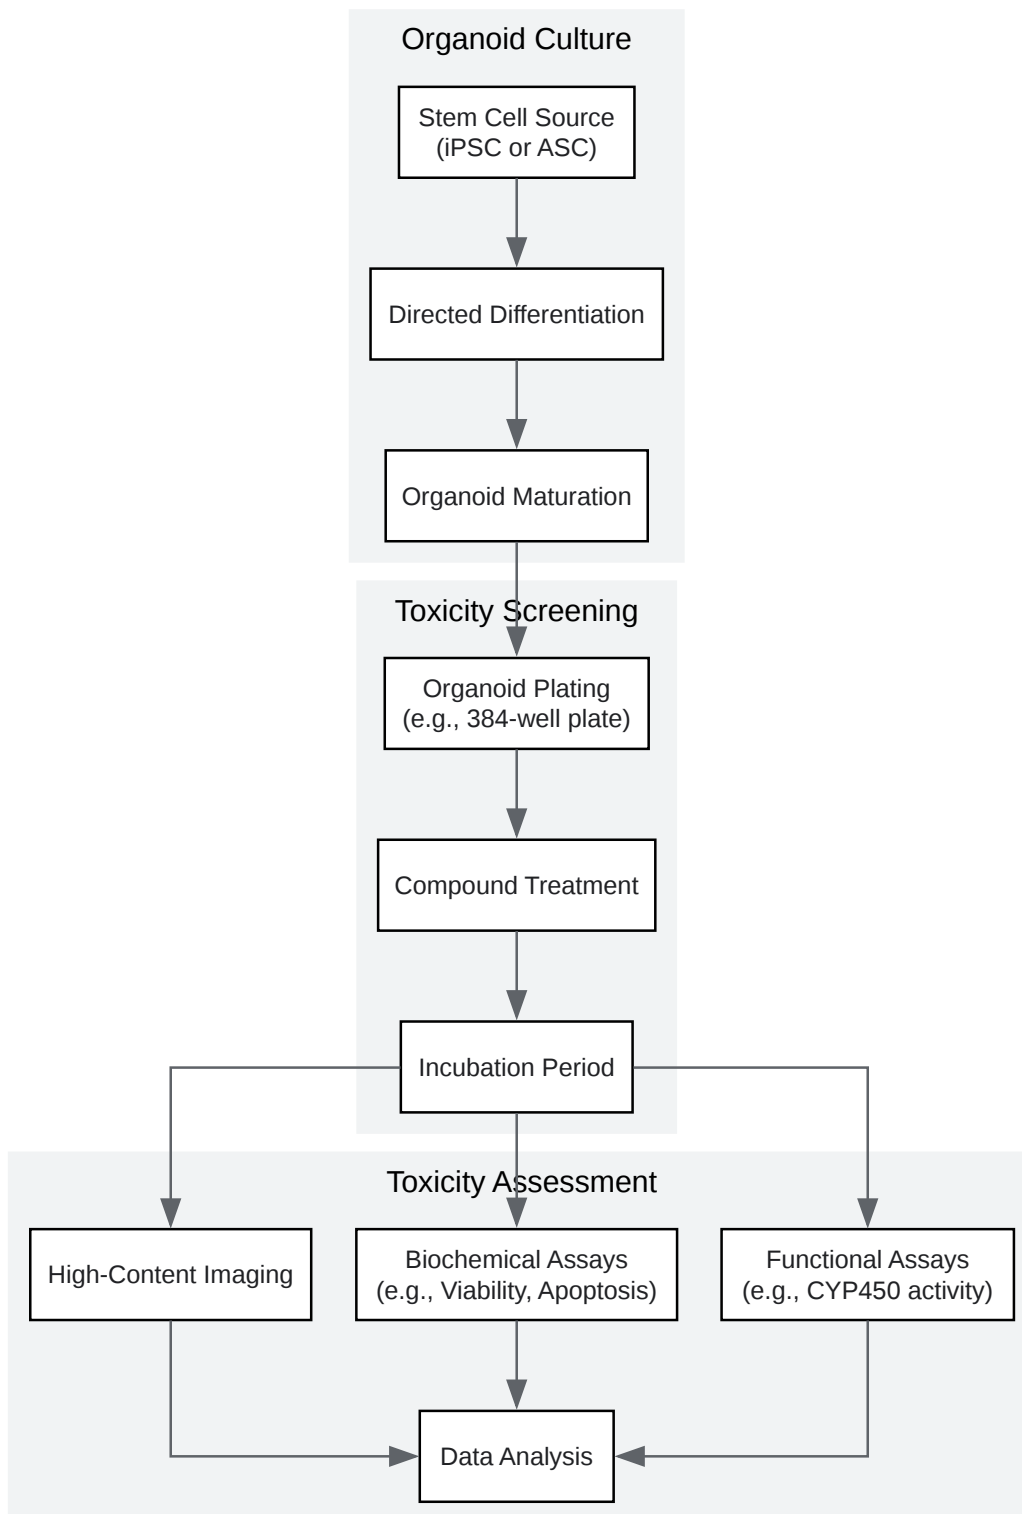 Organoid Culture
Stem Cell Source
(iPSC or ASC)
Directed Differentiation
Organoid Maturation
Toxicity Screening
Organoid Plating
(e.g., 384-well plate)
Compound Treatment
Incubation Period
Toxicity Assessment
High-Content Imaging
Biochemical Assays
(e.g., Viability, Apoptosis)
Functional Assays
(e.g., CYP450 activity)
Data Analysis